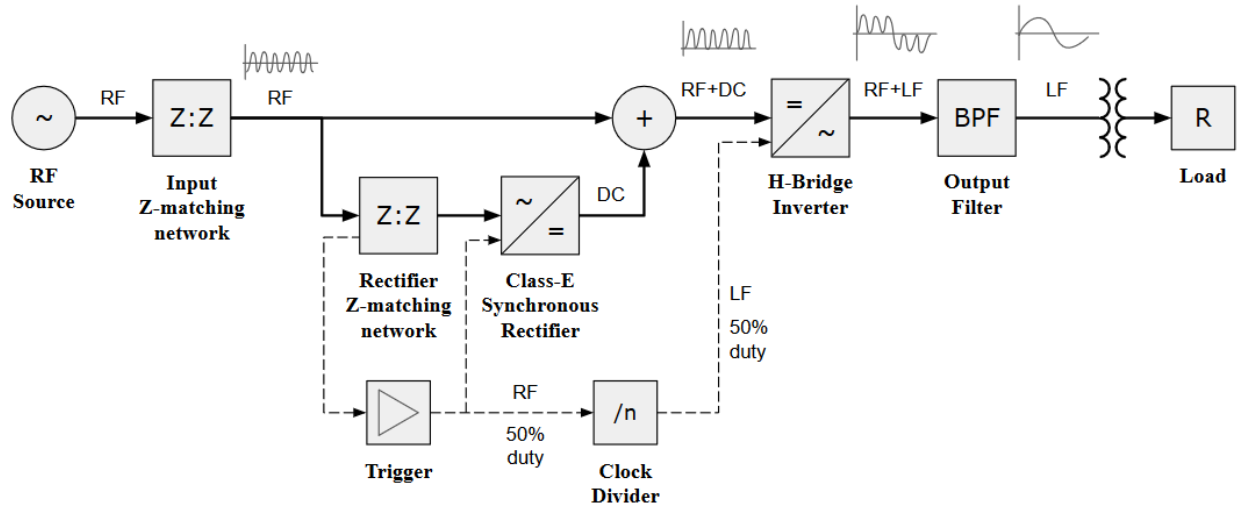 RF
RF
RF+DC
RF+LF
LF
~
Z:Z
+
=
~
BPF
R
RF
Source
Input
Z-matching
network
H-Bridge
Inverter
Output
Filter
Load
Z:Z
~
=
DC
Rectifier
Z-matching
network
Class-E
Synchronous
Rectifier
LF
50%
duty
RF
50%
duty
/n
Trigger
Clock
Divider